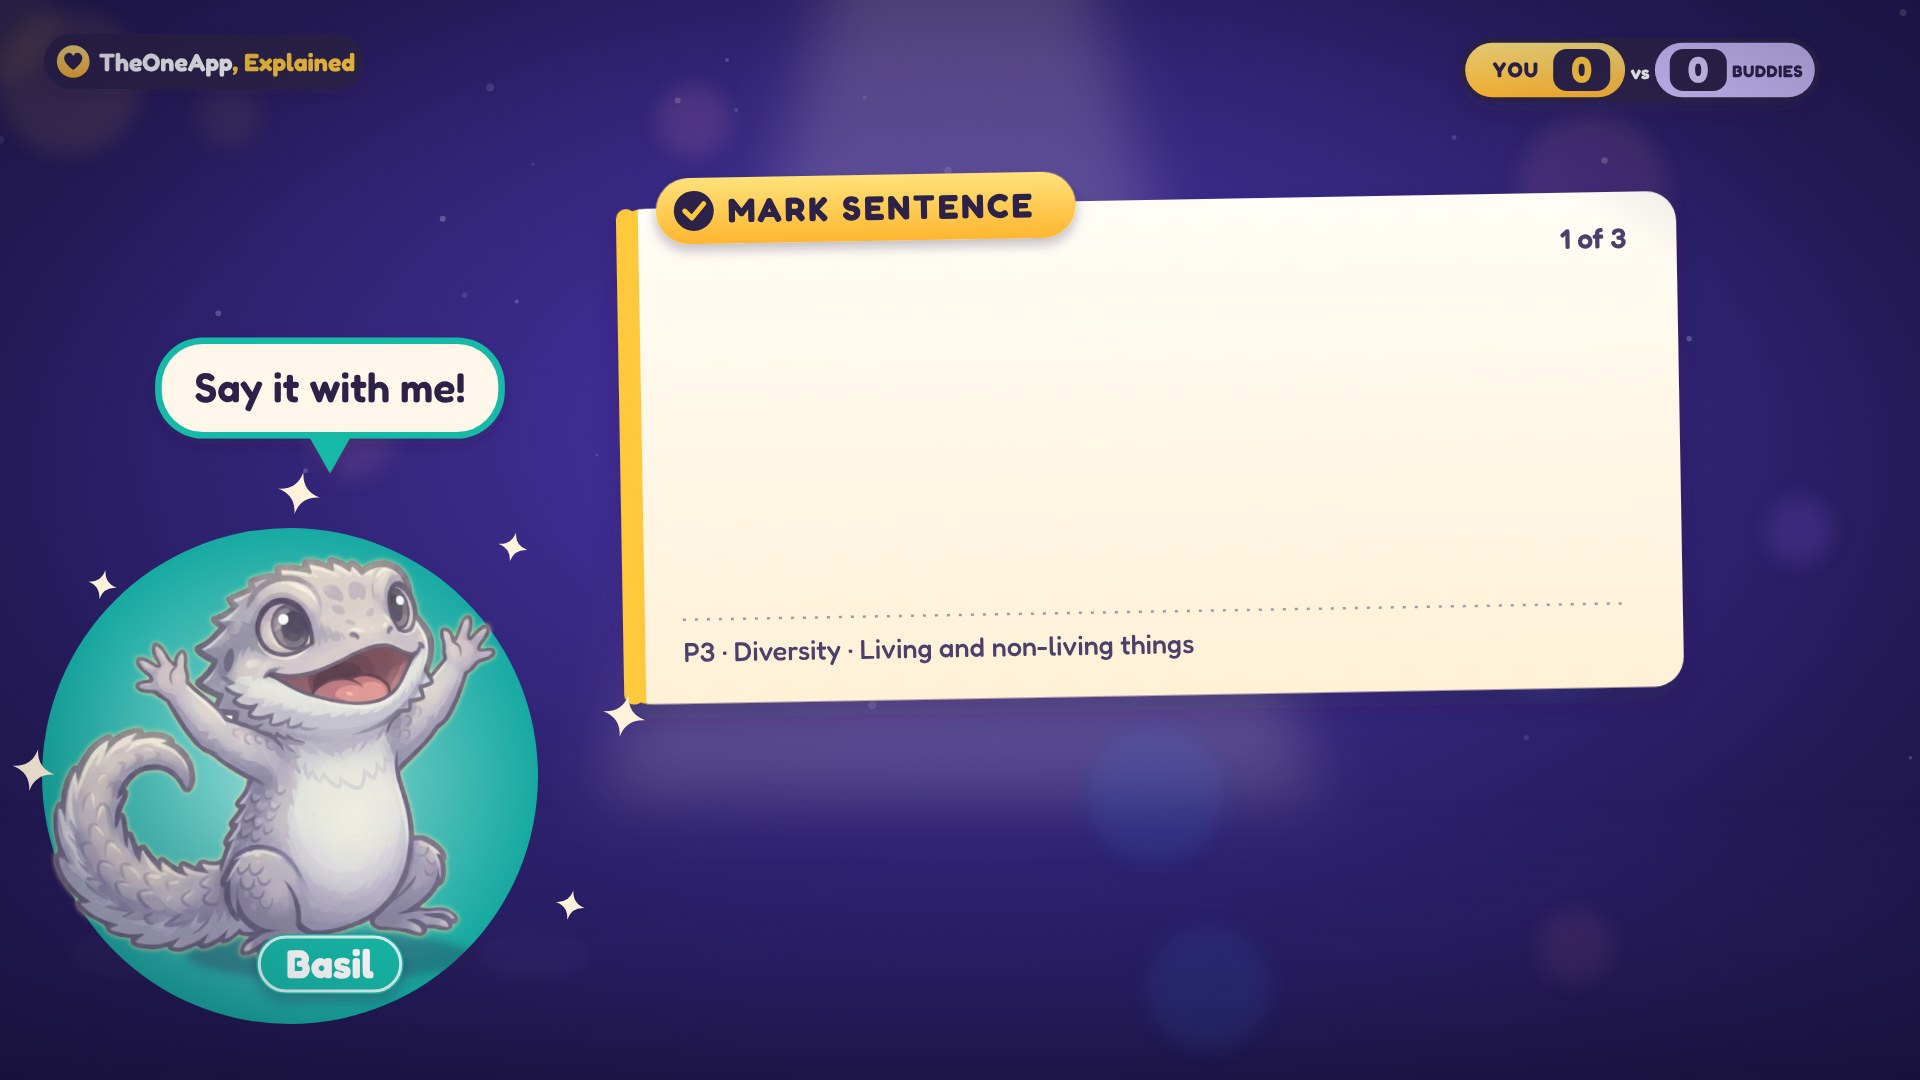 TheOneApp, Explained
YOU 0 vs 0 BUDDIES
MARK SENTENCE
1 of 3
Say it with me!
P3 · Diversity · Living and non-living things
Basil